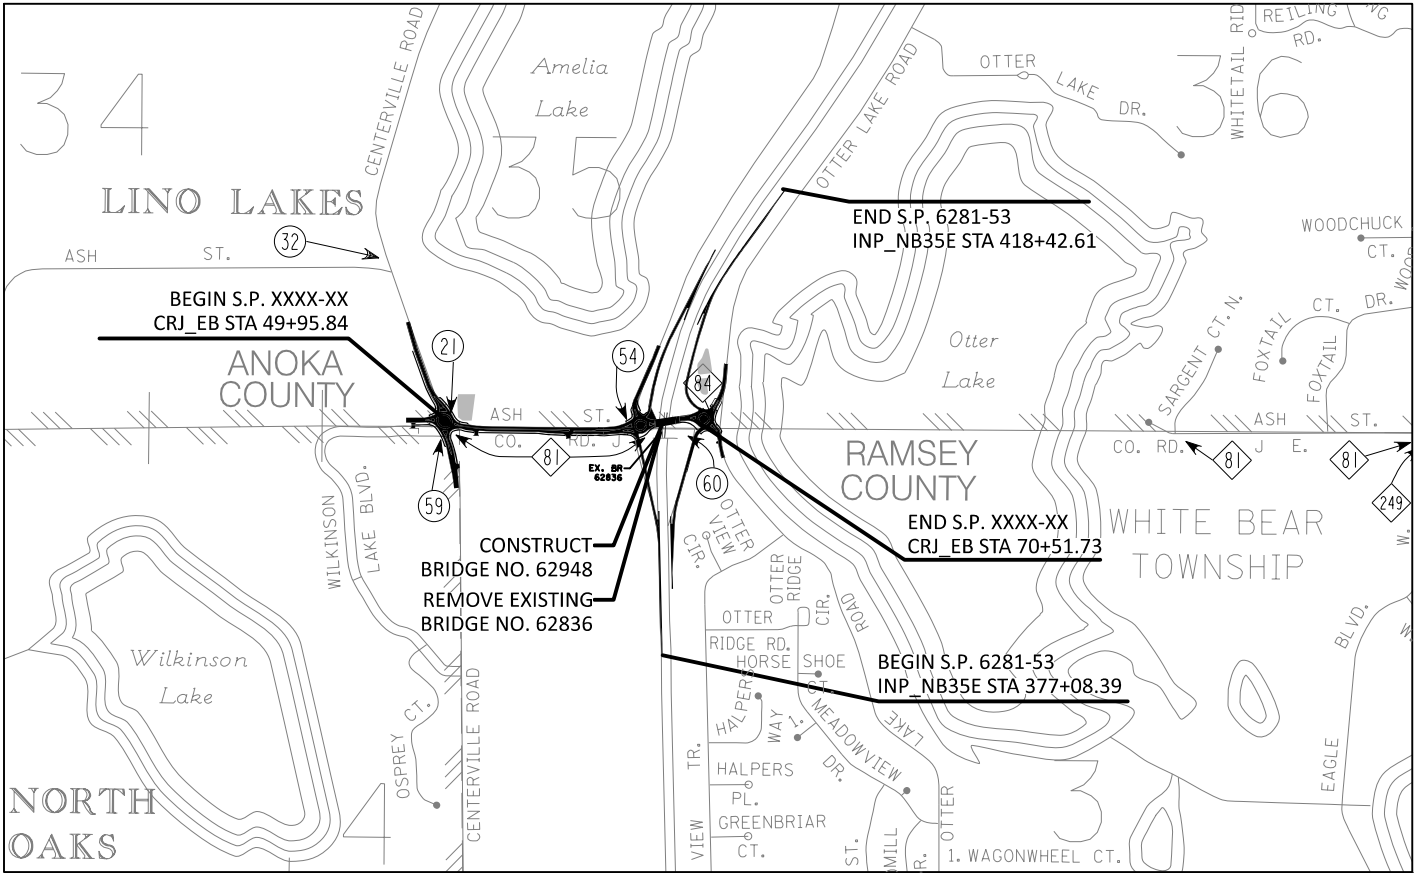 34
35
36
Amelia
Lake
CENTERVILLE ROAD
OTTER LAKE ROAD
OTTER
LAKE
DR.
WHITETAIL RID
REILING
NG
RD.
LINO LAKES
32
ASH
ST.
END S.P. 6281-53
INP_NB35E STA 418+42.61
WOODCHUCK
CT.
DR.
WOO
BEGIN S.P. XXXX-XX
CRJ_EB STA 49+95.84
ANOKA
COUNTY
21
54
84
Otter
Lake
SARGENT CT. N.
FOXTAIL
CT.
FOXTAIL
ASH
ST.
CO.
RD.
J
81
ASH
ST.
CO. RD.
J
E.
81
81
249
EX. BR
62836
59
60
RAMSEY
COUNTY
WILKINSON
LAKE BLVD.
CONSTRUCT
BRIDGE NO. 62948
REMOVE EXISTING
BRIDGE NO. 62836
END S.P. XXXX-XX
CRJ_EB STA 70+51.73
WHITE BEAR
TOWNSHIP
W.
OTTER
VIEW
CIR.
OTTER
RIDGE
CIR.
ROAD
OTTER
RIDGE RD.
HORSE SHOE
CT.
BEGIN S.P. 6281-53
INP_NB35E STA 377+08.39
BLVD.
W.
Wilkinson
Lake
CENTERVILLE ROAD
OSPREY CT.
HALPERS
WAY
1.
MEADOWVIEW
DR.
LAKE
OTTER
EAGLE
VIEW
TR.
HALPERS
PL.
GREENBRIAR
CT.
NORTH
OAKS
4
3
ST.
OMILL
R.
1. WAGONWHEEL CT.